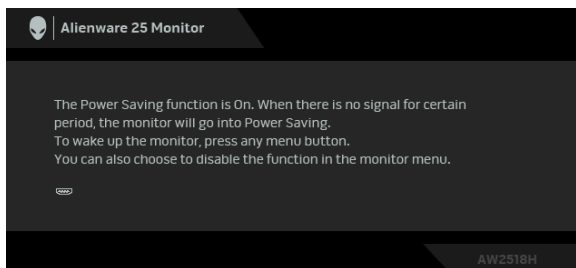 Alienware 25 Monitor
The Power Saving function is On. When there is no signal for certain
period, the monitor will go into Power Saving.
To wake up the monitor, press any menu button.
You can also choose to disable the function in the monitor menu.
AW2518H